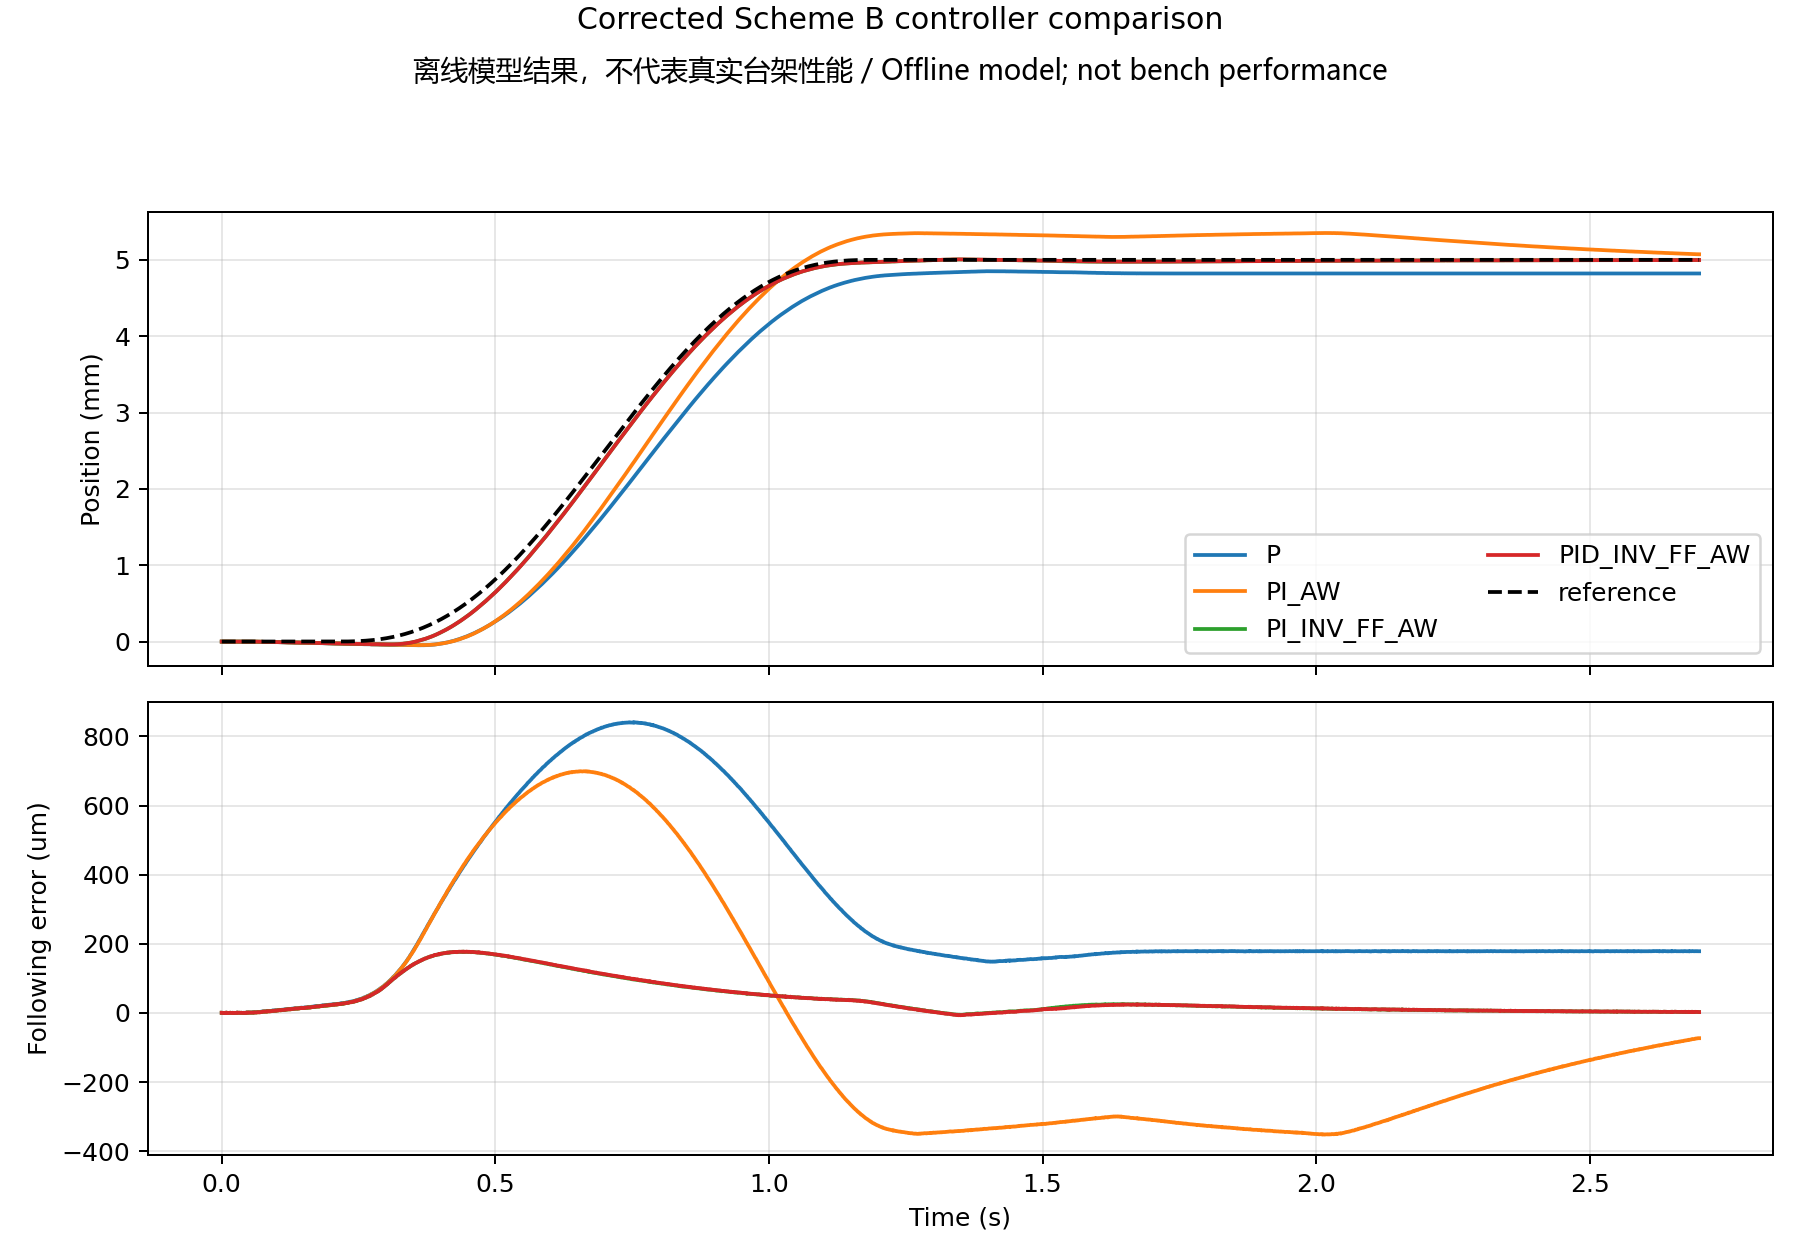 Corrected Scheme B controller comparison
离线模型结果，不代表真实台架性能 / Offline model; not bench performance
Position (mm)
5
4
3
2
1
0
P
PI_AW
PI_INV_FF_AW
PID_INV_FF_AW
reference
Following error (um)
800
600
400
200
0
−200
−400
0.0
0.5
1.0
1.5
2.0
2.5
Time (s)